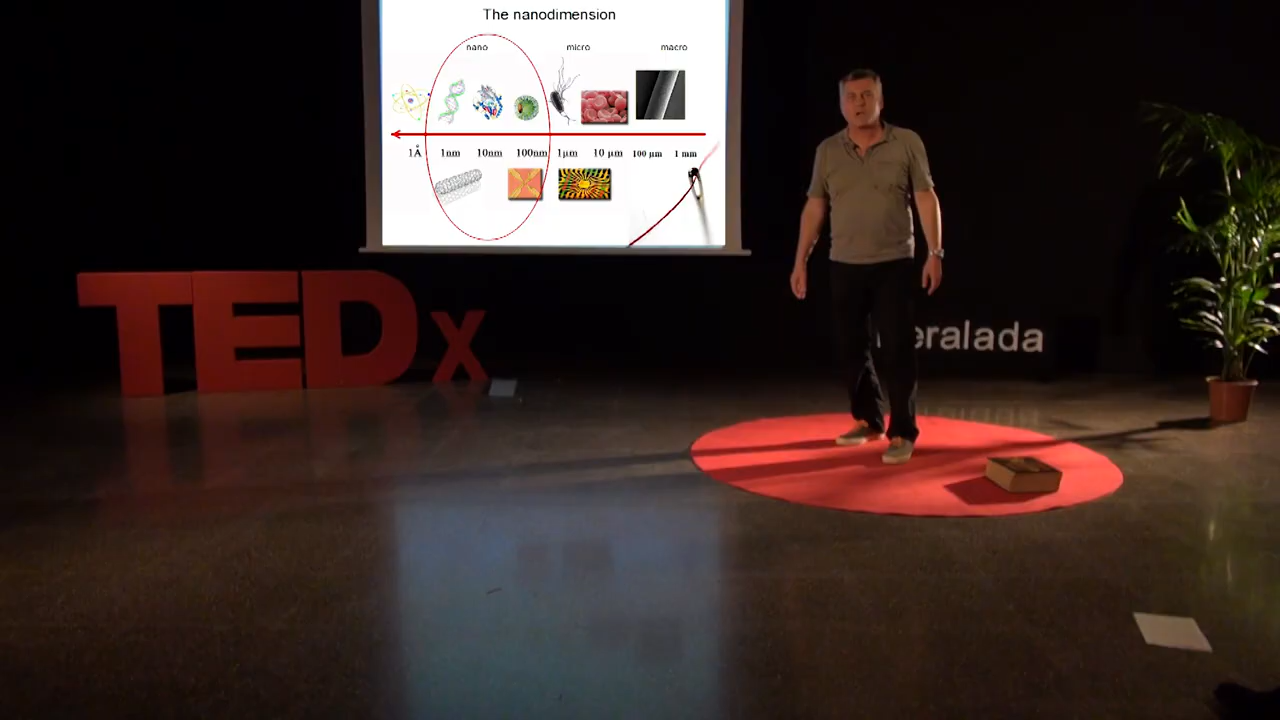 The nanodimension
nano micro macro
1Å 1nm 10nm 100nm 1μm 10 μm 100 μm 1 mm
TEDx
eralada